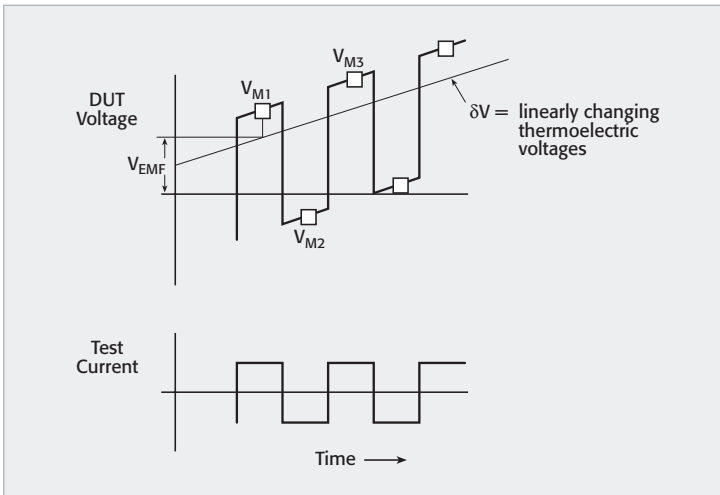 DUT
Voltage
V_EMF
V_M1
V_M2
V_M3
δV = linearly changing
thermoelectric
voltages
Test
Current
Time